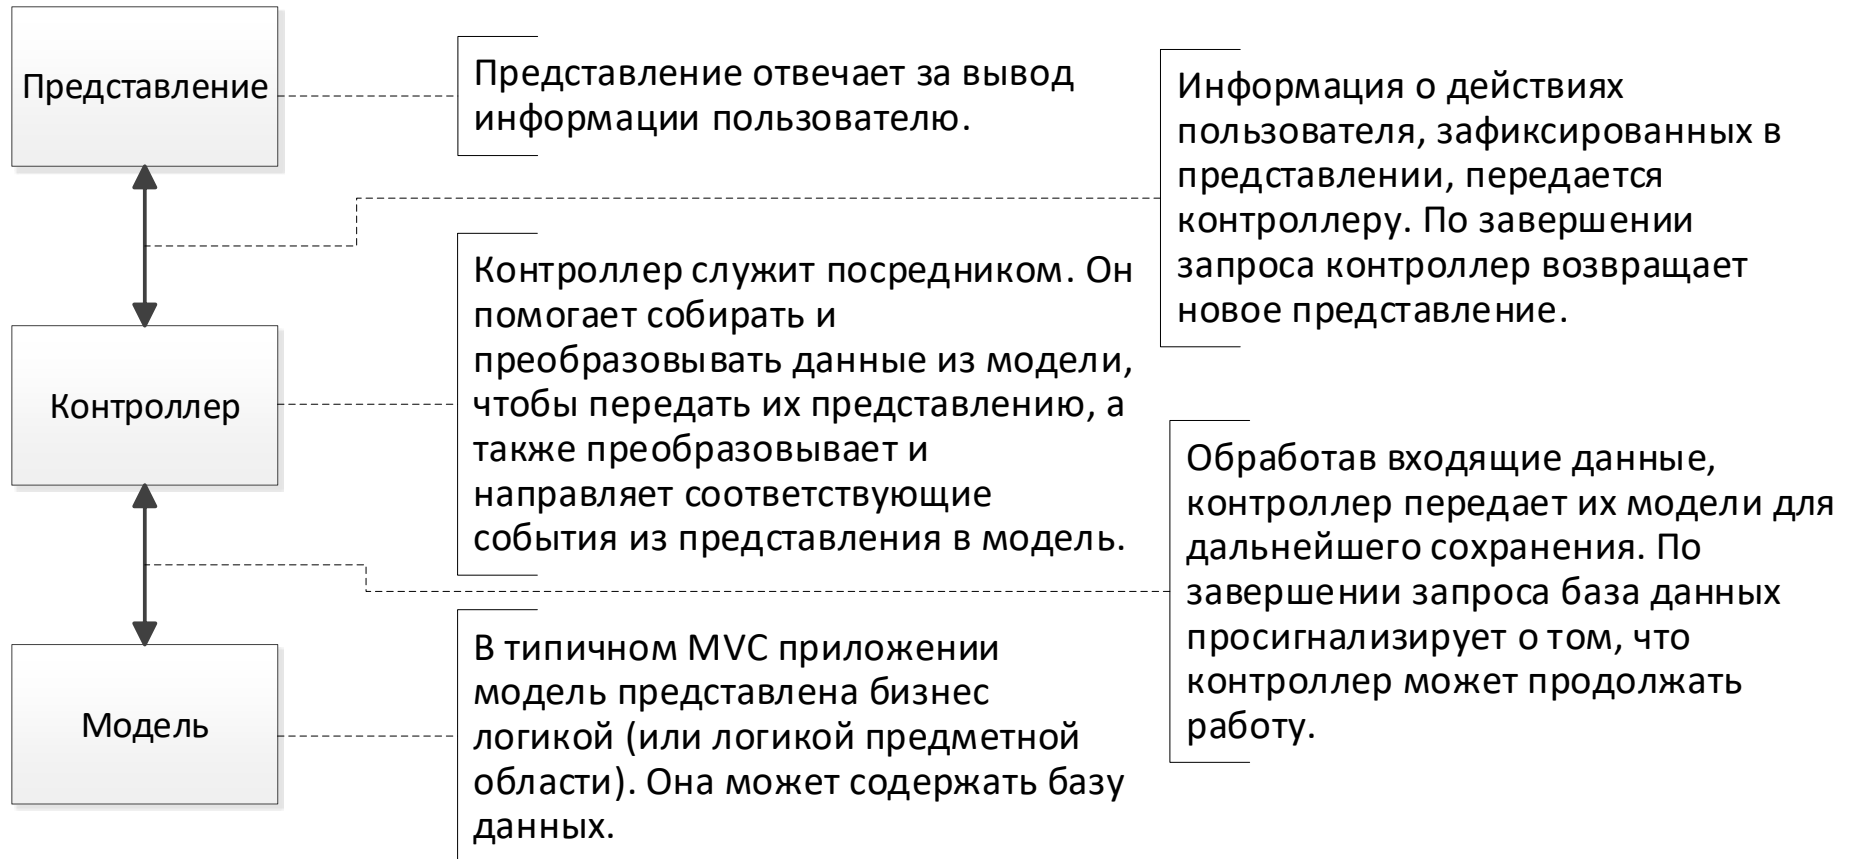 Представление
Представление отвечает за вывод
информации пользователю.
Информация о действиях
пользователя, зафиксированных в
представлении, передается
контроллеру. По завершении
запроса контроллер возвращает
новое представление.
Контроллер
Контроллер служит посредником. Он
помогает собирать и
преобразовывать данные из модели,
чтобы передать их представлению, а
также преобразовывает и
направляет соответствующие
события из представления в модель.
Обработав входящие данные,
контроллер передает их модели для
дальнейшего сохранения. По
завершении запроса база данных
просигнализирует о том, что
контроллер может продолжать
работу.
Модель
В типичном MVC приложении
модель представлена бизнес
логикой (или логикой предметной
области). Она может содержать базу
данных.